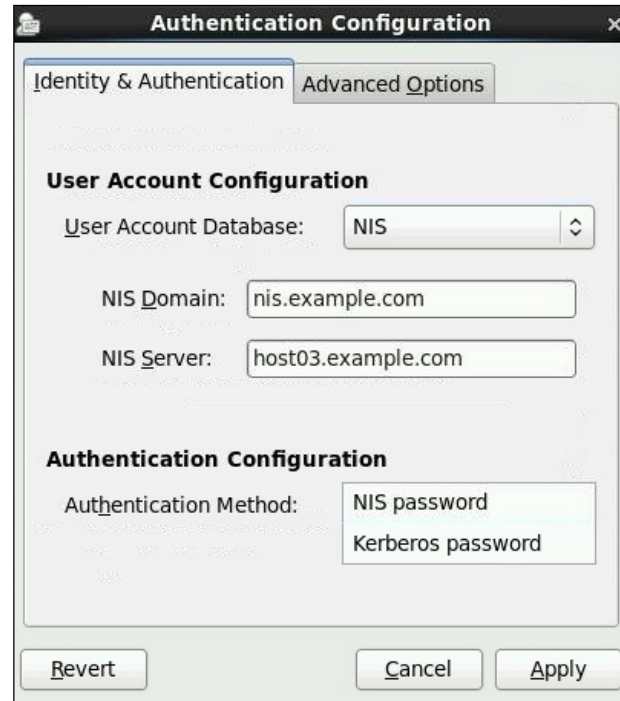 Authentication Configuration
Identity & Authentication
Advanced Options
User Account Configuration
User Account Database: NIS
NIS Domain: nis.example.com
NIS Server: host03.example.com
Authentication Configuration
Authentication Method: NIS password
Kerberos password
Revert
Cancel
Apply